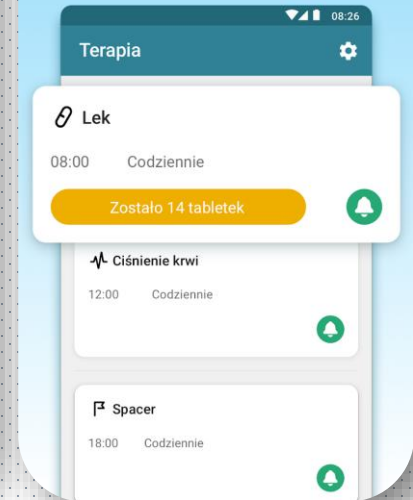 08:26
Terapia
Lek
08:00 Codziennie
Zostało 14 tabletek
Ciśnienie krwi
12:00 Codziennie
Spacer
18:00 Codziennie